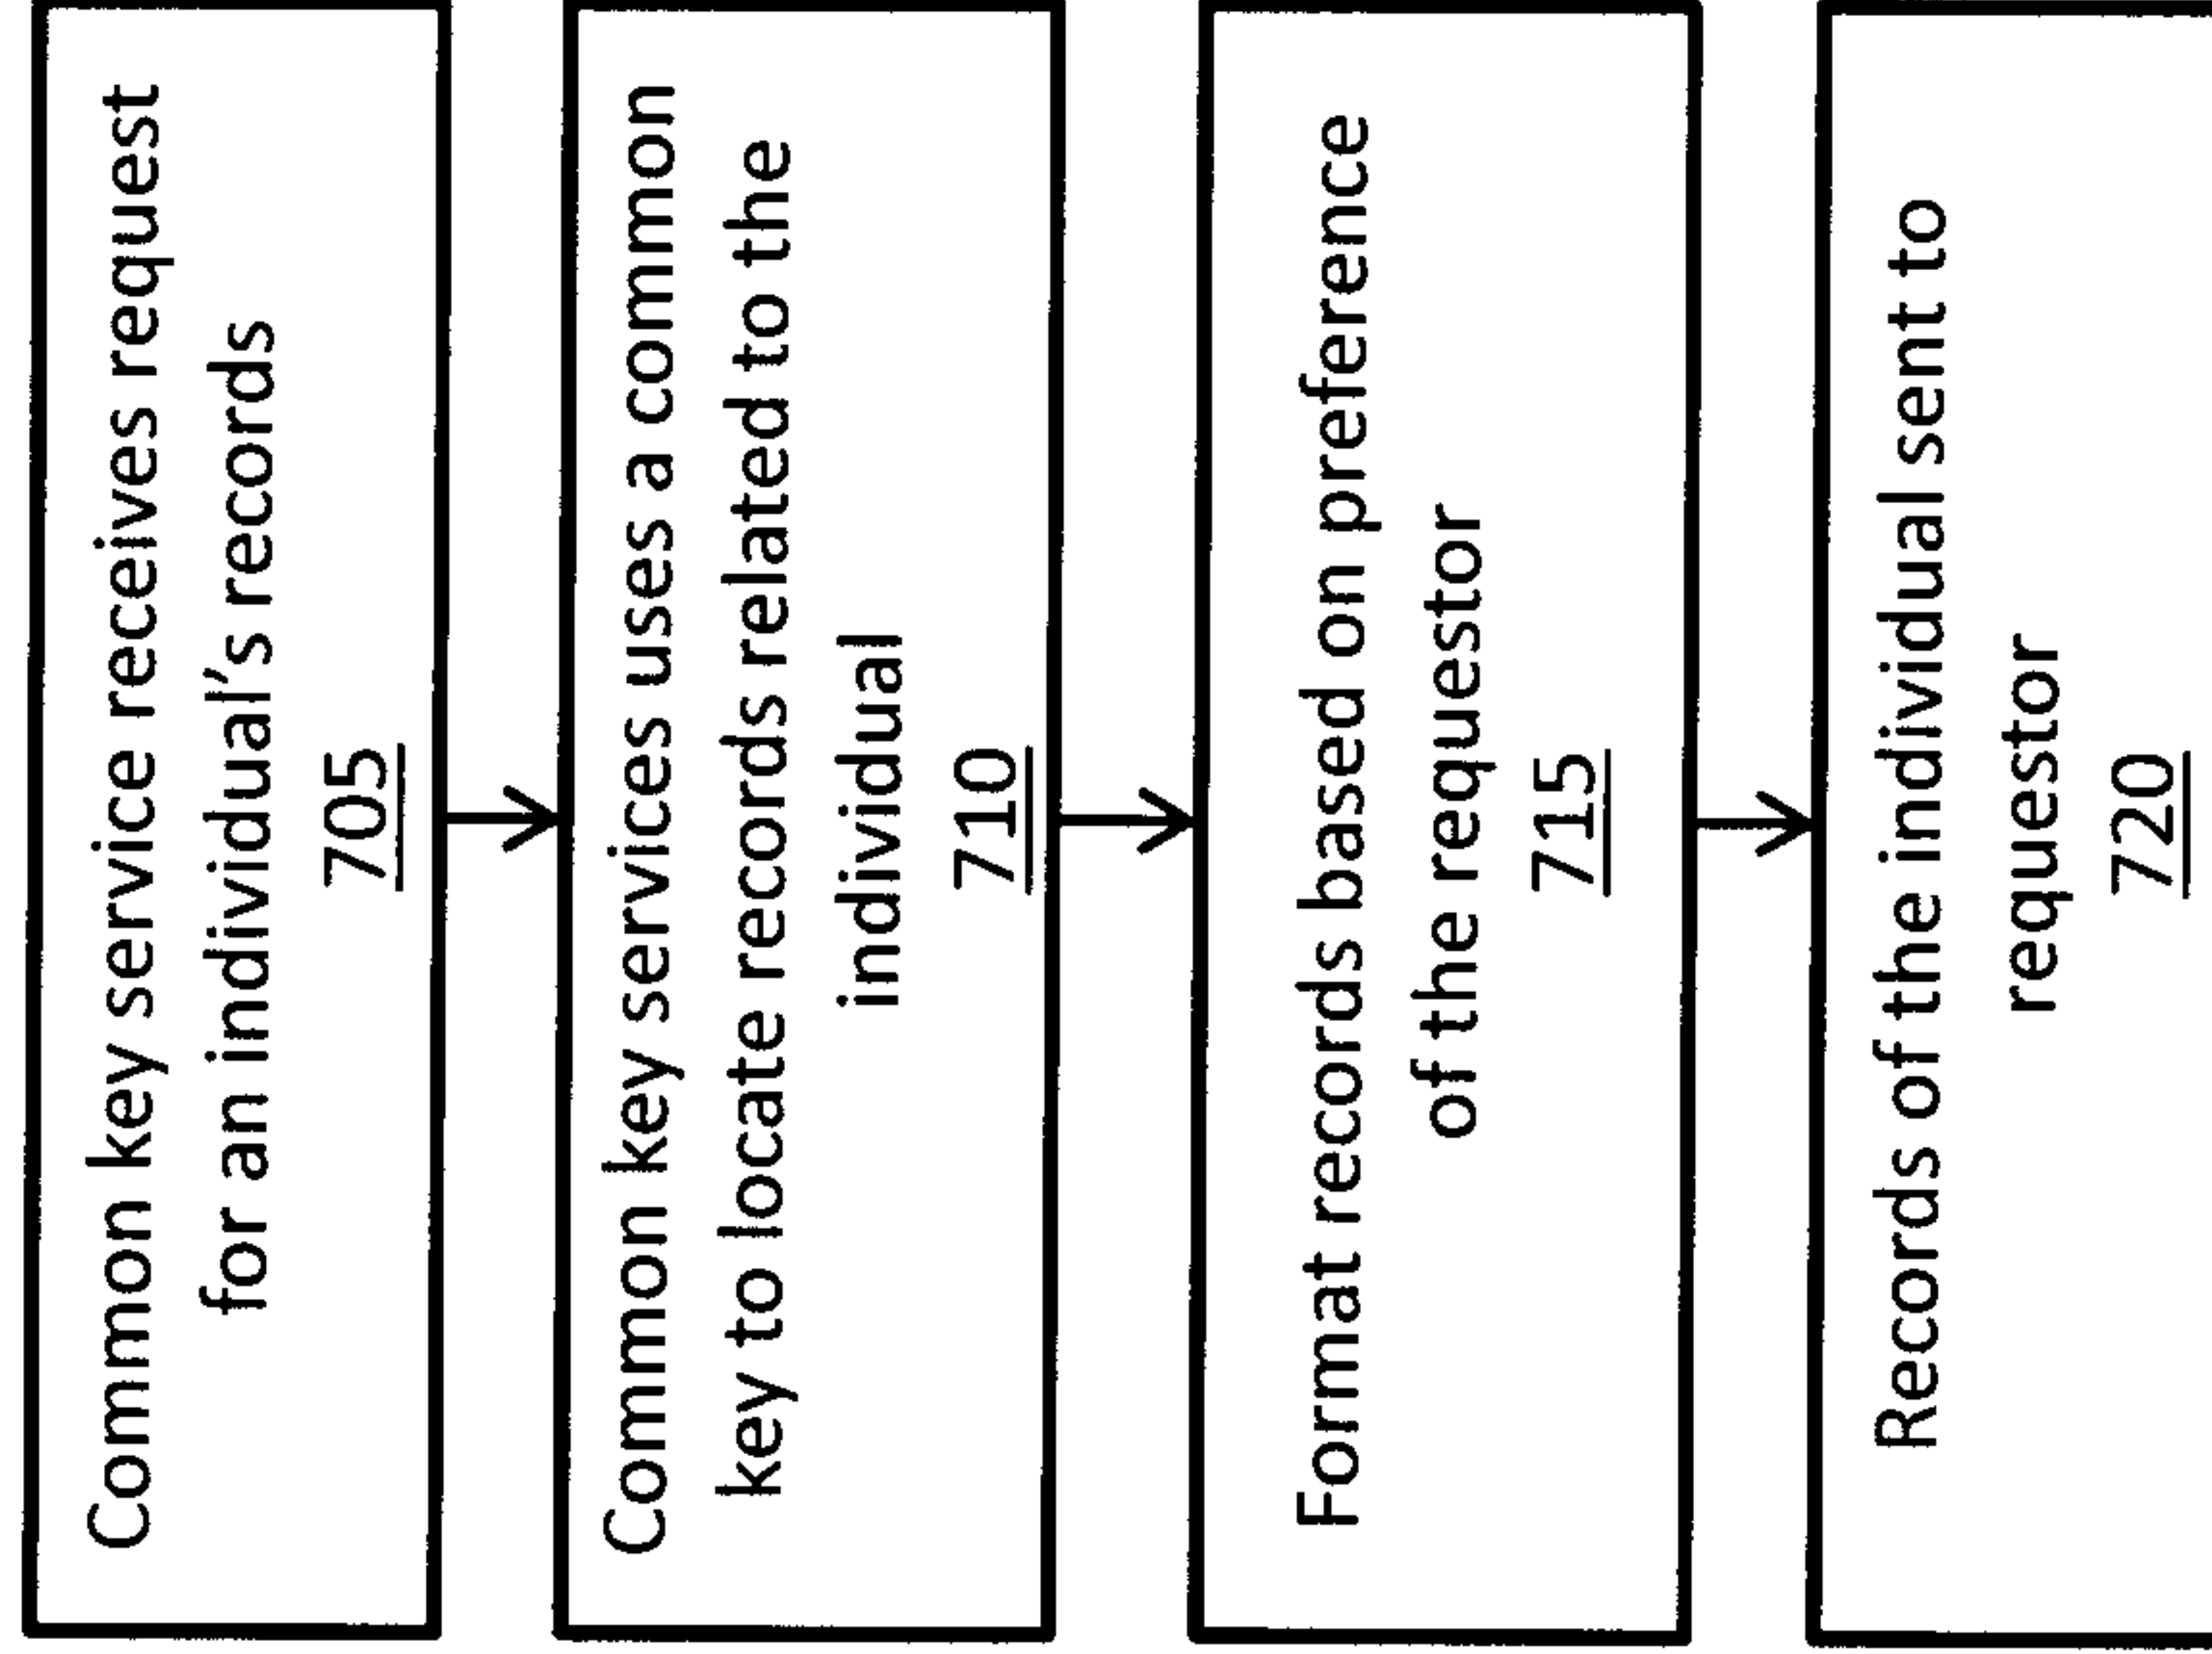 Common key service receives request
for an individual's records
705
Common key services uses a common
key to locate records related to the
individual
710
Format records based on preference
of the requestor
715
Records of the individual sent to
requestor
720